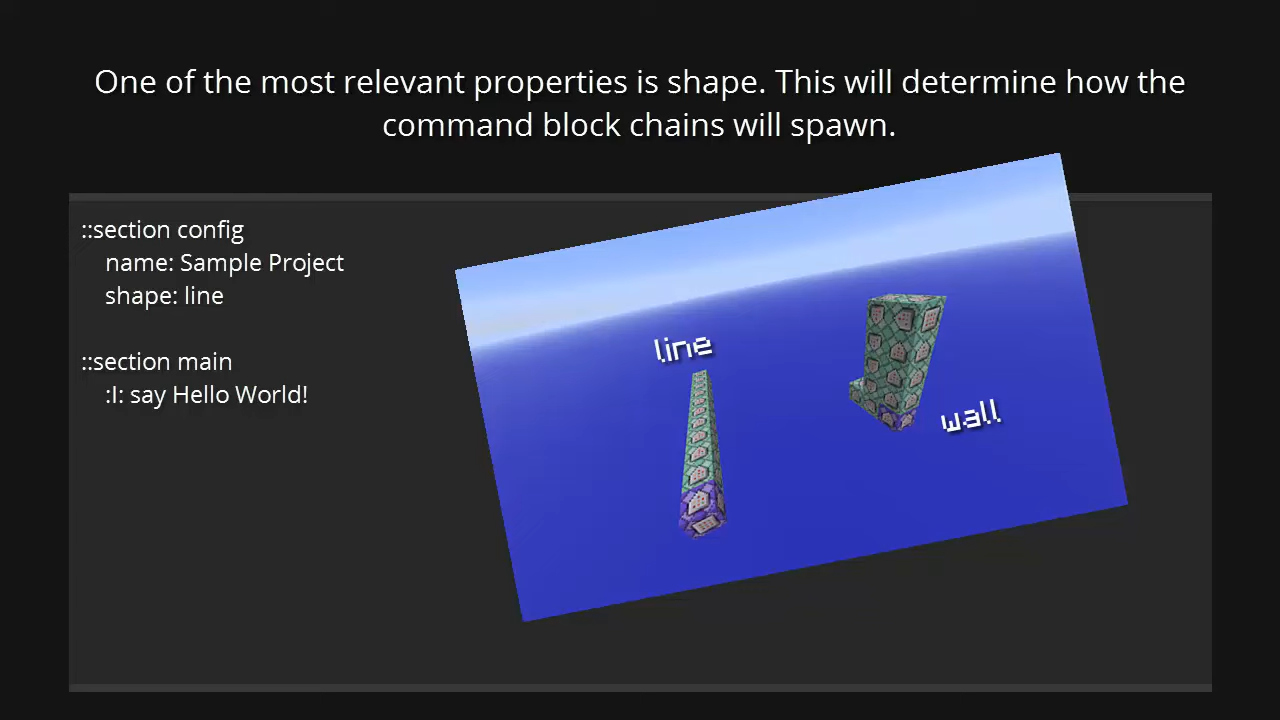 One of the most relevant properties is shape. This will determine how the
command block chains will spawn.
::section config
name: Sample Project
shape: line
::section main
:I: say Hello World!
line
wall